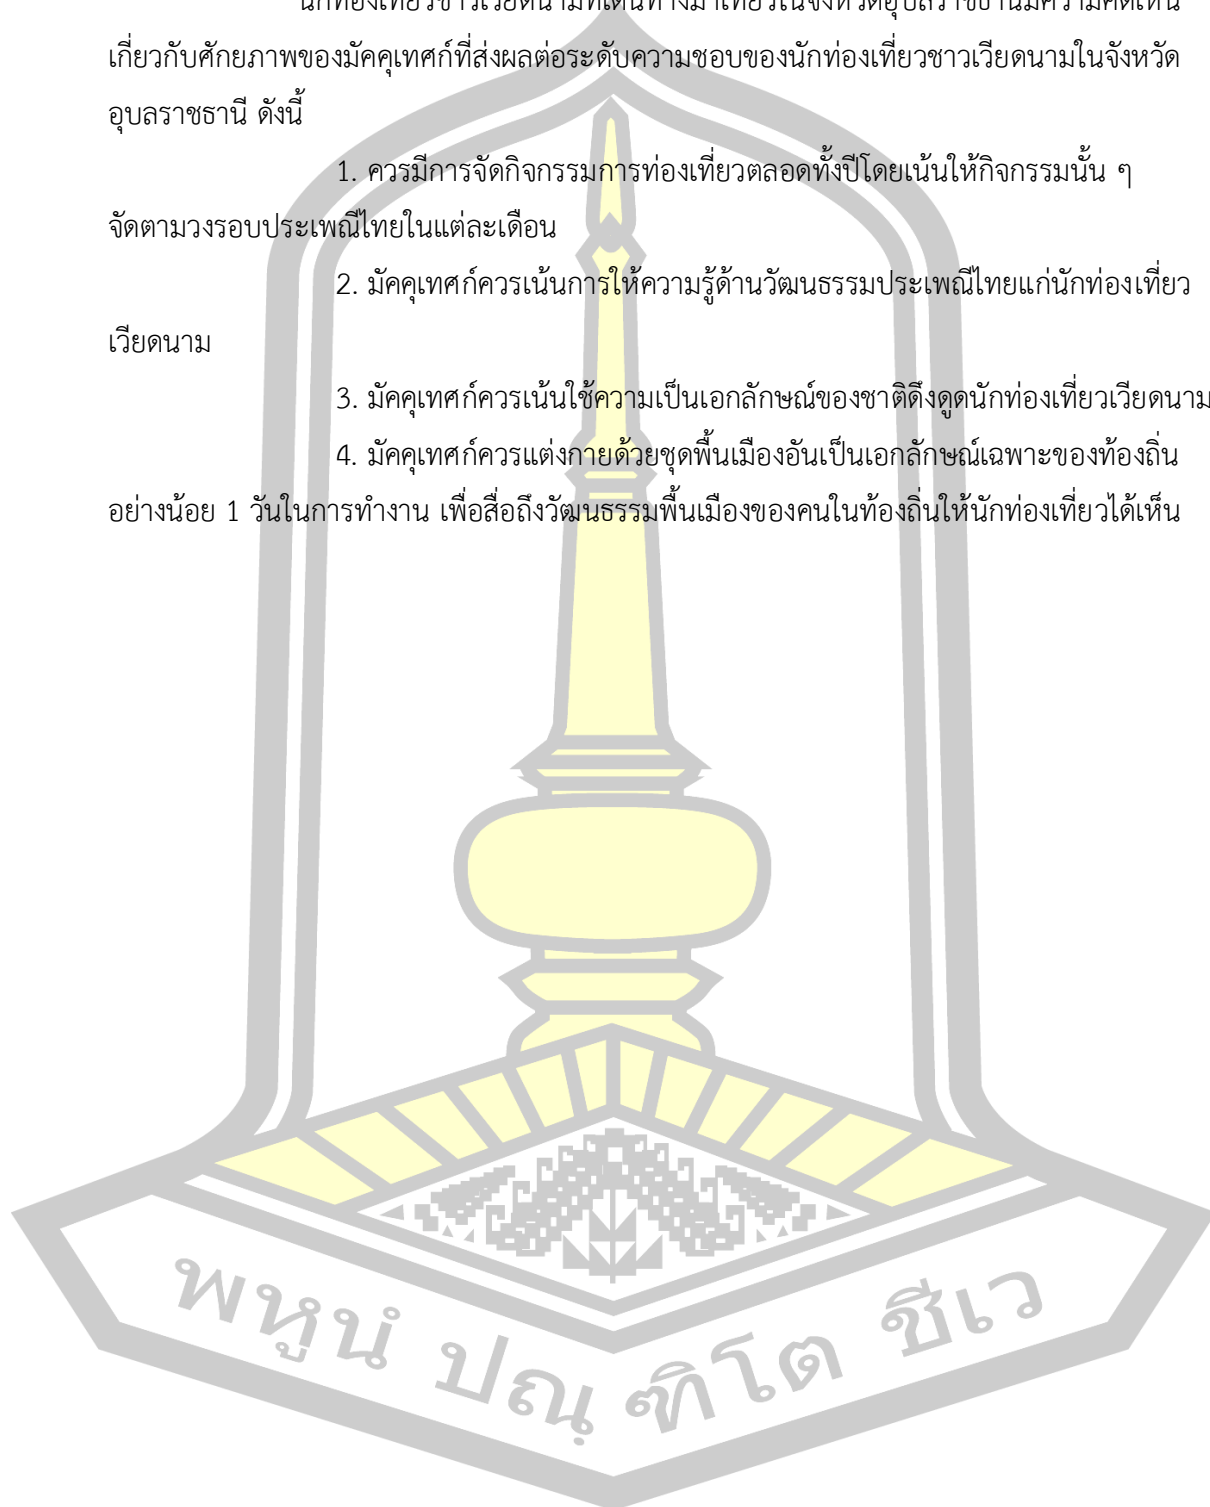 นักท่องเที่ยวชาวเวียดนามที่เดินทางมาเที่ยวในจังหวัดอุบลราชธานีมีความคิดเห็น
เกี่ยวกับศักยภาพของมัคคุเทศก์ที่ส่งผลต่อระดับความชอบของนักท่องเที่ยวชาวเวียดนามในจังหวัด
อุบลราชธานี ดังนี้
1. ควรมีการจัดกิจกรรมการท่องเที่ยวตลอดทั้งปีโดยเน้นให้กิจกรรมนั้น ๆ
จัดตามวงรอบประเพณีไทยในแต่ละเดือน
2. มัคคุเทศก์ควรเน้นการให้ความรู้ด้านวัฒนธรรมประเพณีไทยแก่นักท่องเที่ยว
เวียดนาม
3. มัคคุเทศก์ควรเน้นใช้ความเป็นเอกลักษณ์ของชาติดึงดูดนักท่องเที่ยวเวียดนาม
4. มัคคุเทศก์ควรแต่งกายด้วยชุดพื้นเมืองอันเป็นเอกลักษณ์เฉพาะของท้องถิ่น
อย่างน้อย 1 วันในการทำงาน เพื่อสื่อถึงวัฒนธรรมพื้นเมืองของคนในท้องถิ่นให้นักท่องเที่ยวได้เห็น
พหูนํ ปณฺฑิโต ชีเว